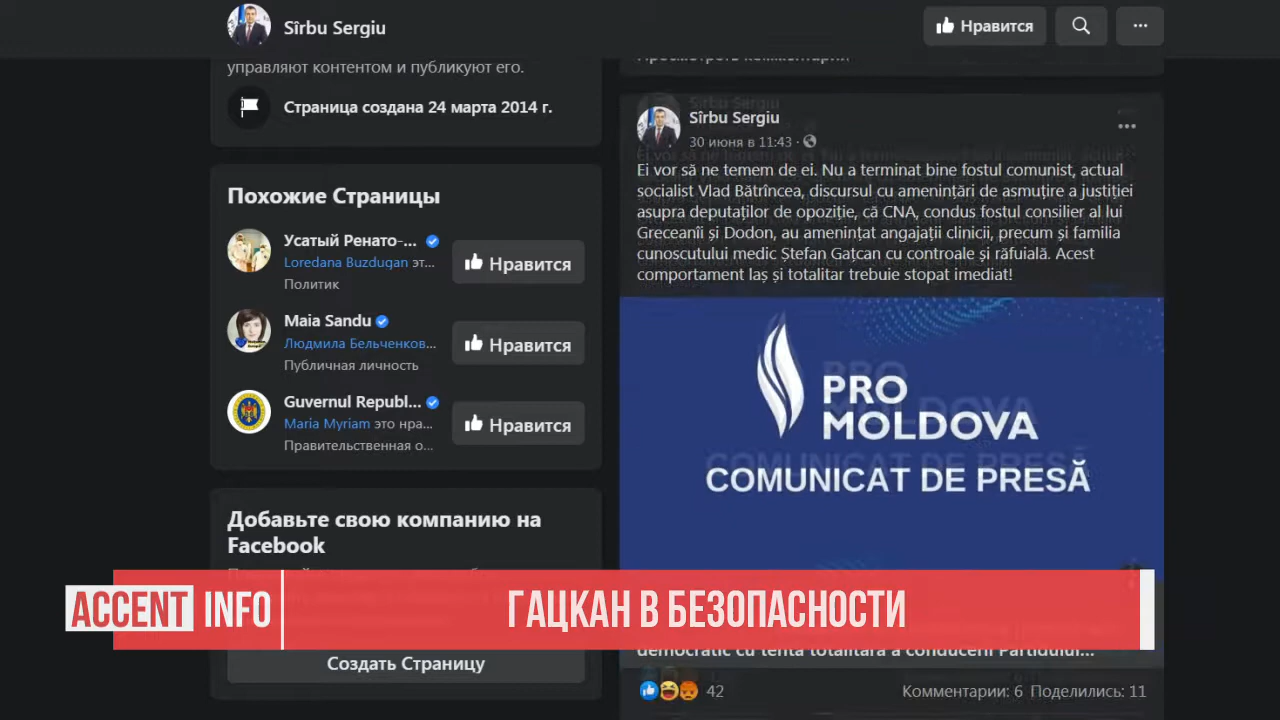 Sîrbu Sergiu
Нравится
управляют контентом и публикуют его.
Страница создана 24 марта 2014 г.
Похожие Страницы
Усатый Ренато-...
Loredana Buzdugan эт...
Политик
Нравится
Maia Sandu
Людмила Бельченков...
Публичная личность
Нравится
Guvernul Republ...
Maria Myriam это нра...
Правительственная о...
Нравится
Добавьте свою компанию на
Facebook
Создать Страницу
Просмотреть комментарии
Sîrbu Sergiu
30 июня в 11:43 ·
Ei vor să ne temem de ei. Nu a terminat bine fostul comunist, actual
socialist Vlad Bătrîncea, discursul cu amenințări de asmuțire a justiției
asupra deputaților de opoziție, că CNA, condus fostul consilier al lui
Greceanîi și Dodon, au amenințat angajații clinicii, precum și familia
cunoscutului medic Ștefan Gațcan cu controale și răfuială. Acest
comportament laș și totalitar trebuie stopat imediat!
PRO
MOLDOVA
COMUNICAT DE PRESĂ
democratic cu tentă totalitară a conducerii Partidului...
42
Комментарии: 6 Поделились: 11
ACCENT INFO
ГАЦКАН В БЕЗОПАСНОСТИ